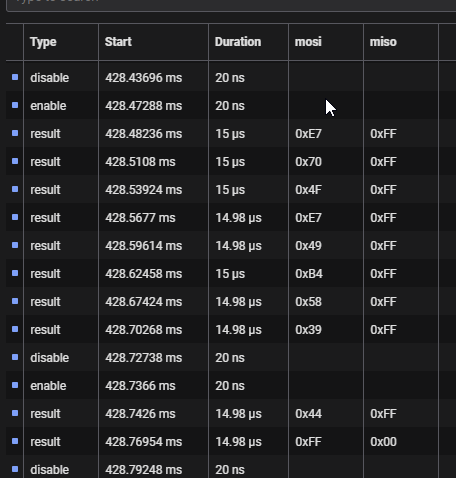 Type to search
Type Start Duration mosi miso
disable 428.43696 ms 20 ns
enable 428.47288 ms 20 ns
result 428.48236 ms 15 µs 0xE7 0xFF
result 428.5108 ms 15 µs 0x70 0xFF
result 428.53924 ms 15 µs 0x4F 0xFF
result 428.5677 ms 14.98 µs 0xE7 0xFF
result 428.59614 ms 14.98 µs 0x49 0xFF
result 428.62458 ms 15 µs 0xB4 0xFF
result 428.67424 ms 14.98 µs 0x58 0xFF
result 428.70268 ms 14.98 µs 0x39 0xFF
disable 428.72738 ms 20 ns
enable 428.7366 ms 20 ns
result 428.7426 ms 14.98 µs 0x44 0xFF
result 428.76954 ms 14.98 µs 0xFF 0x00
disable 428.79248 ms 20 ns